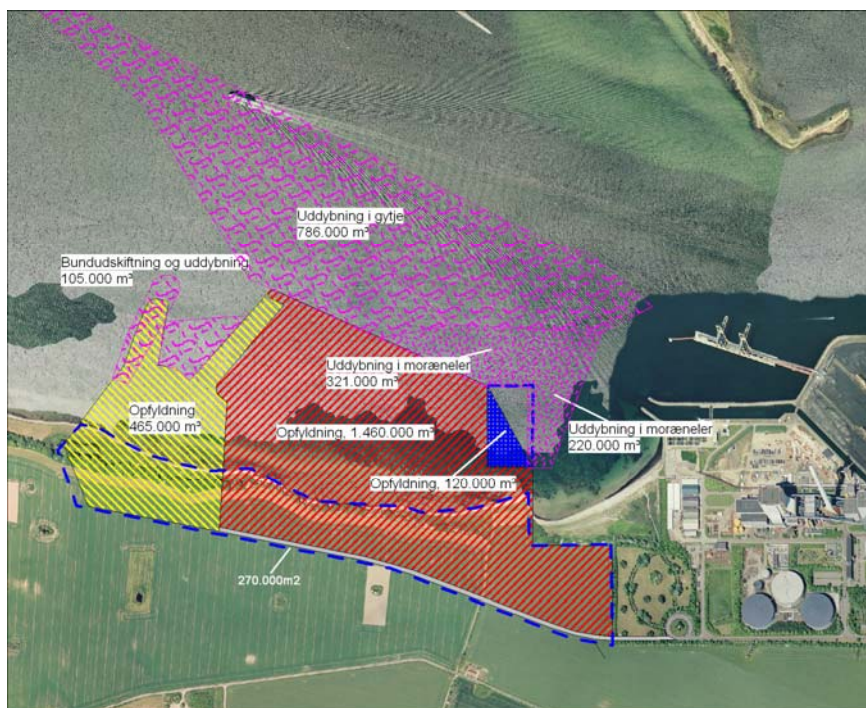 Uddybning i gytje
786.000 m³
Bundudskiftning og uddybning,
105.000 m³
Uddybning i moræneler
321.000 m³
Opfyldning
465.000 m³
Opfyldning, 1.460.000 m³
Uddybning i moræneler
220.000 m³
Opfyldning, 120.000 m³
270.000m2